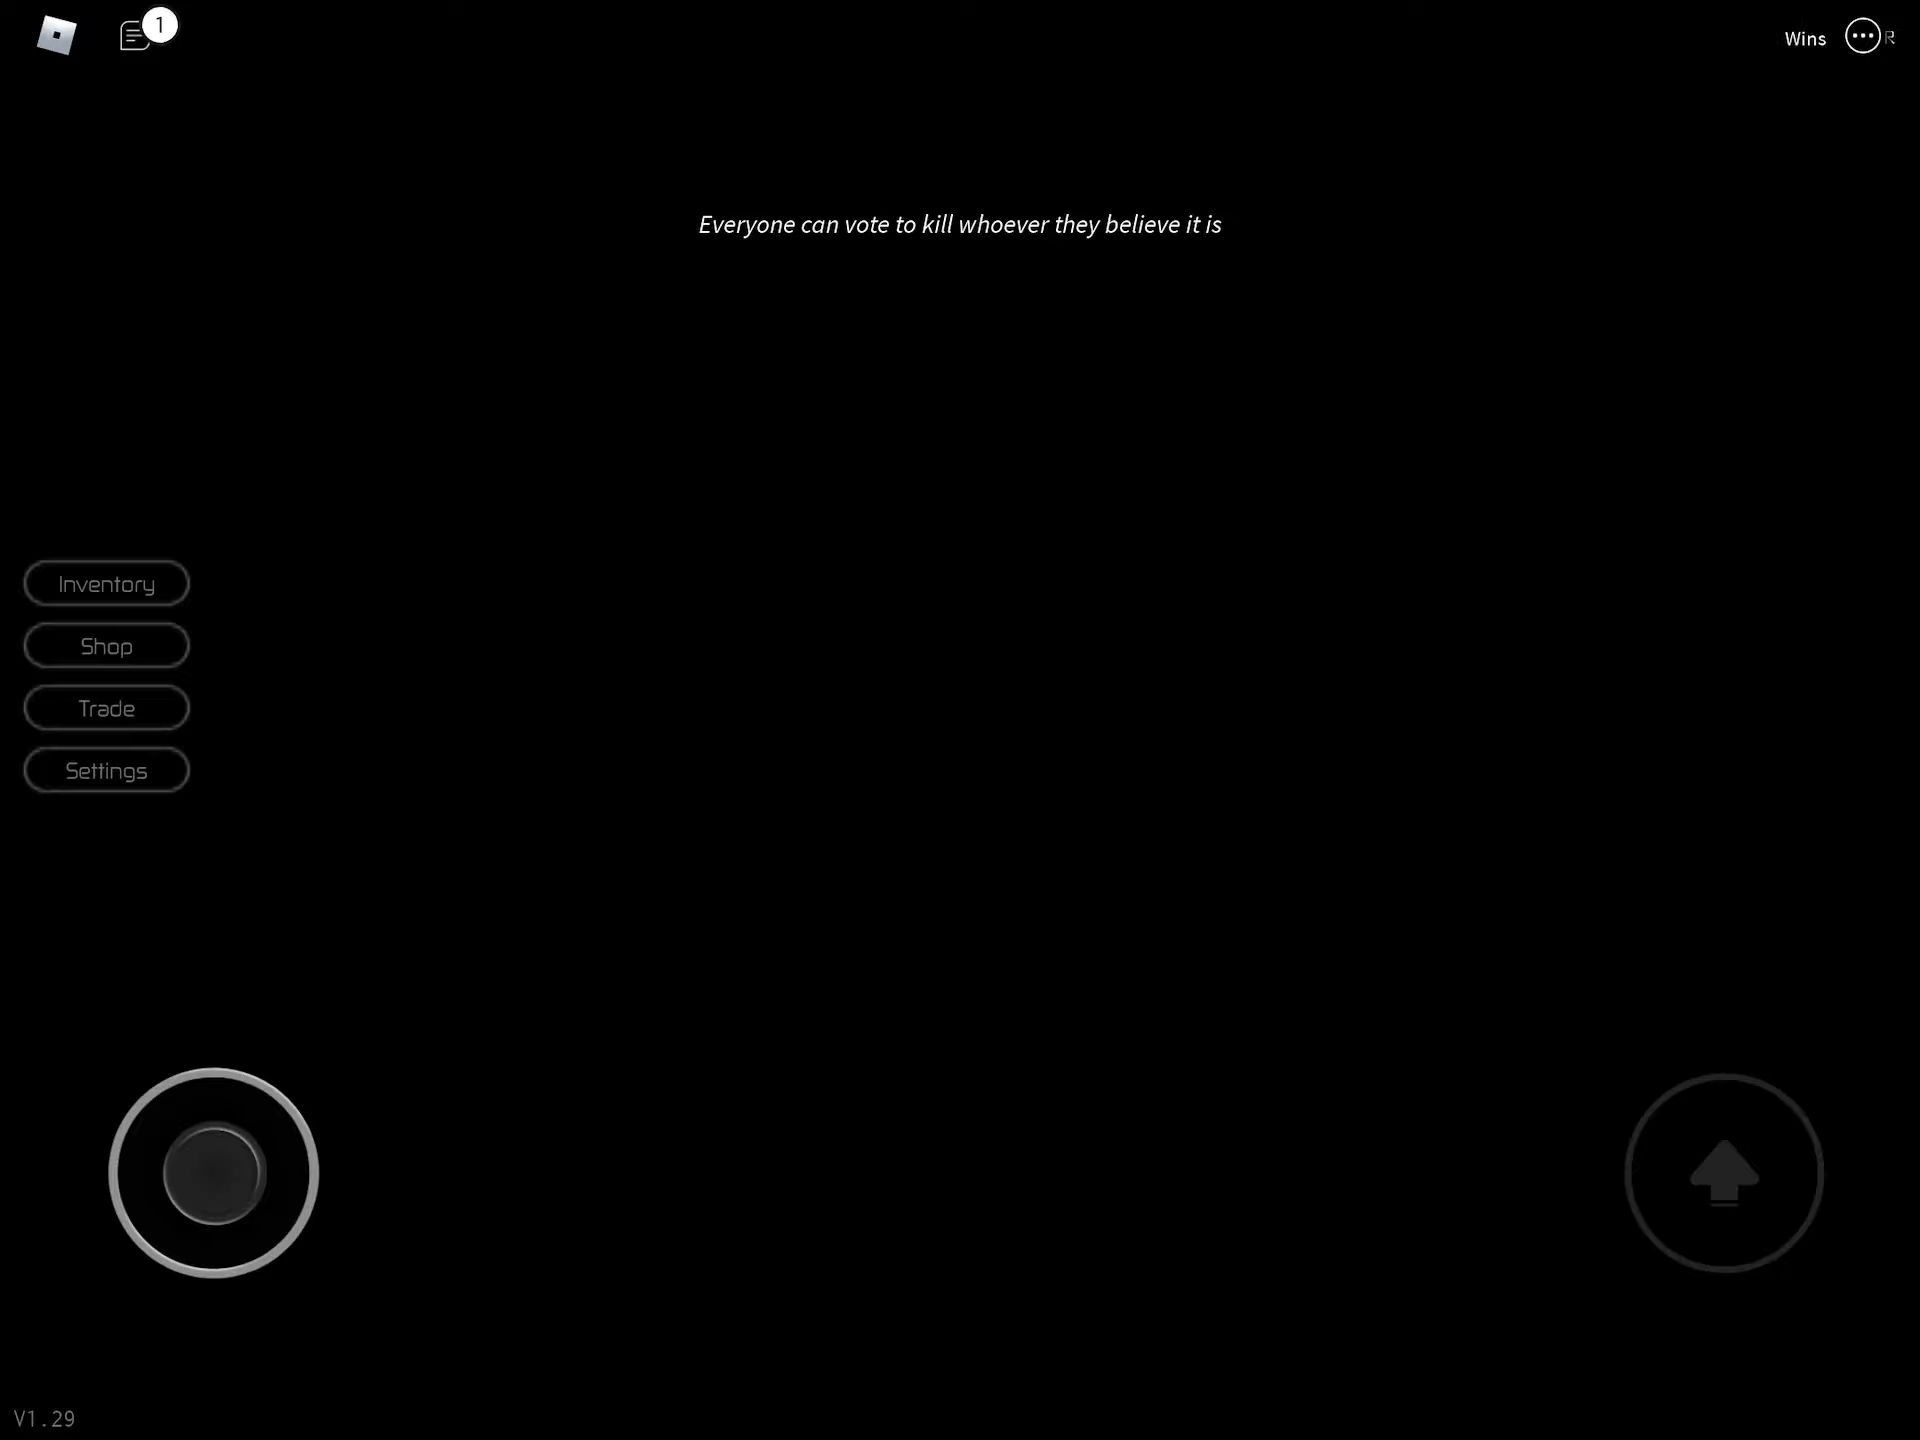 1
Wins
R
Everyone can vote to kill whoever they believe it is
Inventory
Shop
Trade
Settings
V1.29